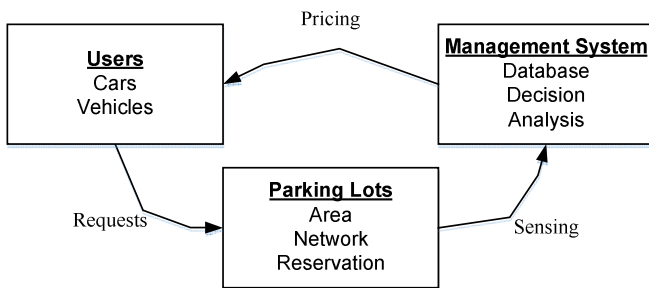 Pricing
Users
Cars
Vehicles
Management System
Database
Decision
Analysis
Requests
Parking Lots
Area
Network
Reservation
Sensing